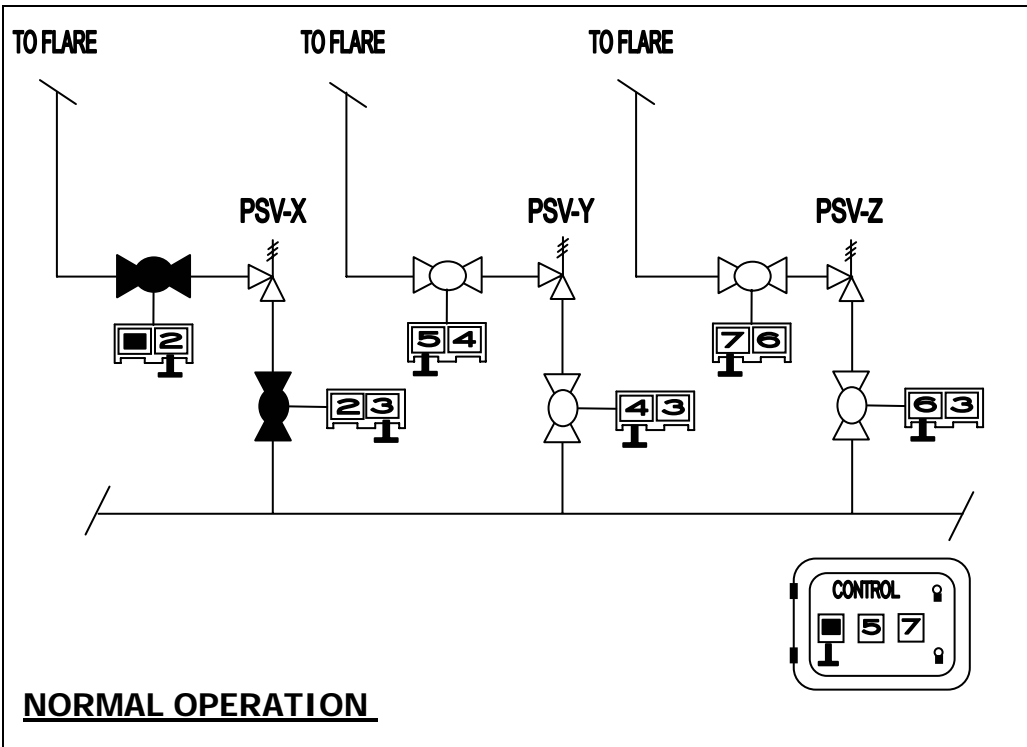 TO FLARE TO FLARE TO FLARE
PSV-X PSV-Y PSV-Z
2 5 4 7 6
2 3 4 3 6 3
CONTROL
5 7
NORMAL OPERATION